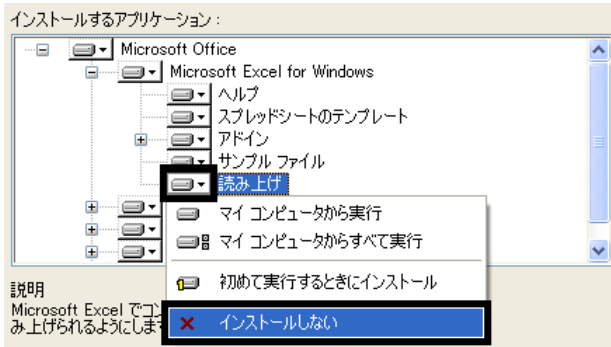 インストールするアプリケーション：
Microsoft Office
Microsoft Excel for Windows
ヘルプ
スプレッドシートのテンプレート
アドイン
サンプル ファイル
読み上げ
マイ コンピュータから実行
マイ コンピュータからすべて実行
初めて実行するときにインストール
インストールしない
説明
Microsoft Excel でコン
み上げられるようにしま